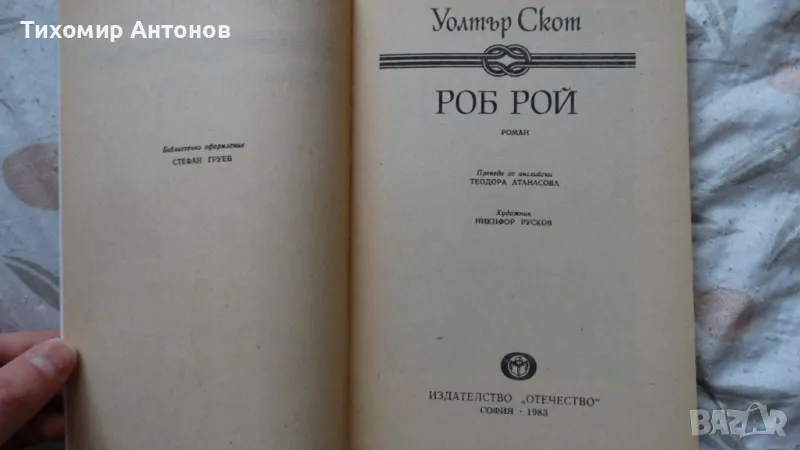 Тихомир Антонов
Библиотечно оформление
СТЕФАН ГРУЕВ
Уолтър Скот
РОБ РОЙ
РОМАН
Преведе от английски
ТЕОДОРА АТАНАСОВА
Художник
НИКИФОР РУСКОВ
ИЗДАТЕЛСТВО „ОТЕЧЕСТВО“
СОФИЯ · 1983
BAZAR